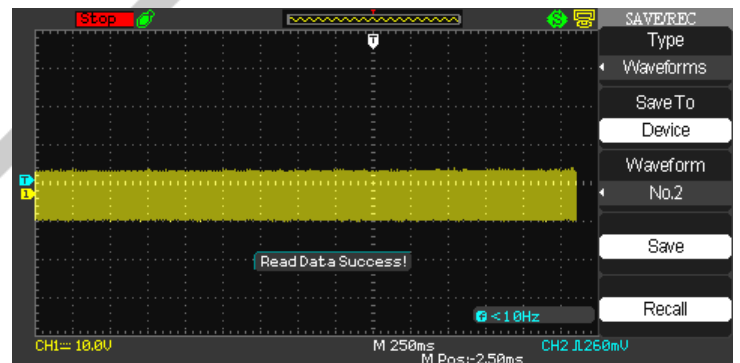 Stop
SAVE/REC
T
Type
Waveforms
Save To
Device
T
Waveform
1
No.2
Save
Read Data Success!
f <10Hz
Recall
CH1 10.0V
M 250ms
CH2 260mV
M Pos:-2.50ms